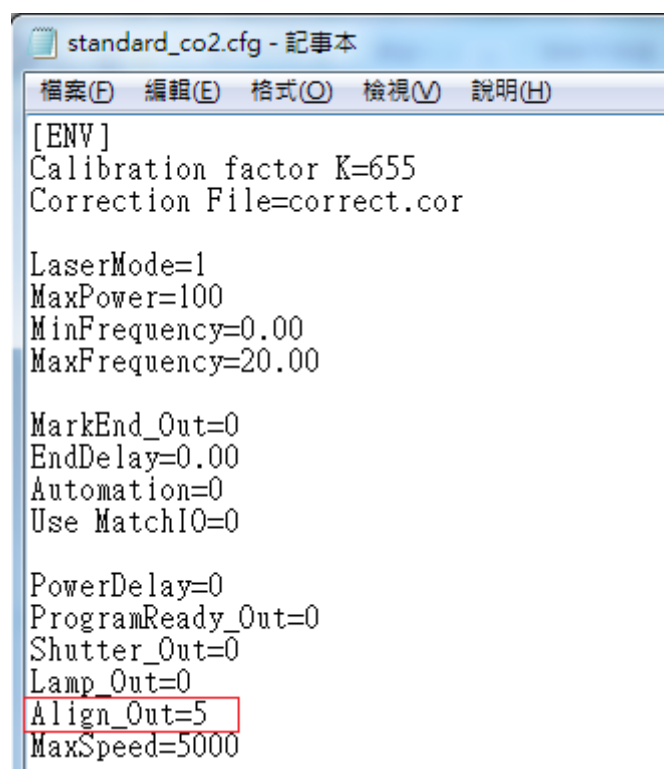 standard_co2.cfg - 記事本
檔案(F) 編輯(E) 格式(O) 檢視(V) 說明(H)
[ENV]
Calibration factor K=655
Correction File=correct.cor
LaserMode=1
MaxPower=100
MinFrequency=0.00
MaxFrequency=20.00
MarkEnd_Out=0
EndDelay=0.00
Automation=0
Use MatchIO=0
PowerDelay=0
ProgramReady_Out=0
Shutter_Out=0
Lamp_Out=0
Align_Out=5
MaxSpeed=5000